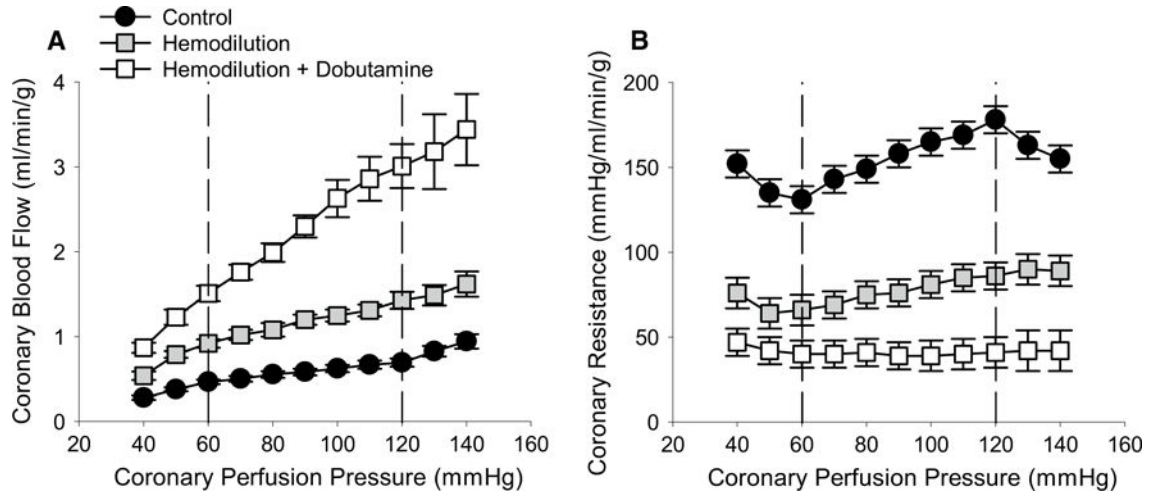 Control
Hemodilution
Hemodilution + Dobutamine
A
Coronary Blood Flow (ml/min/g)
4
3
2
1
0
20 40 60 80 100 120 140 160
Coronary Perfusion Pressure (mmHg)
B
Coronary Resistance (mmHg/ml/min/g)
200
150
100
50
0
20 40 60 80 100 120 140 160
Coronary Perfusion Pressure (mmHg)